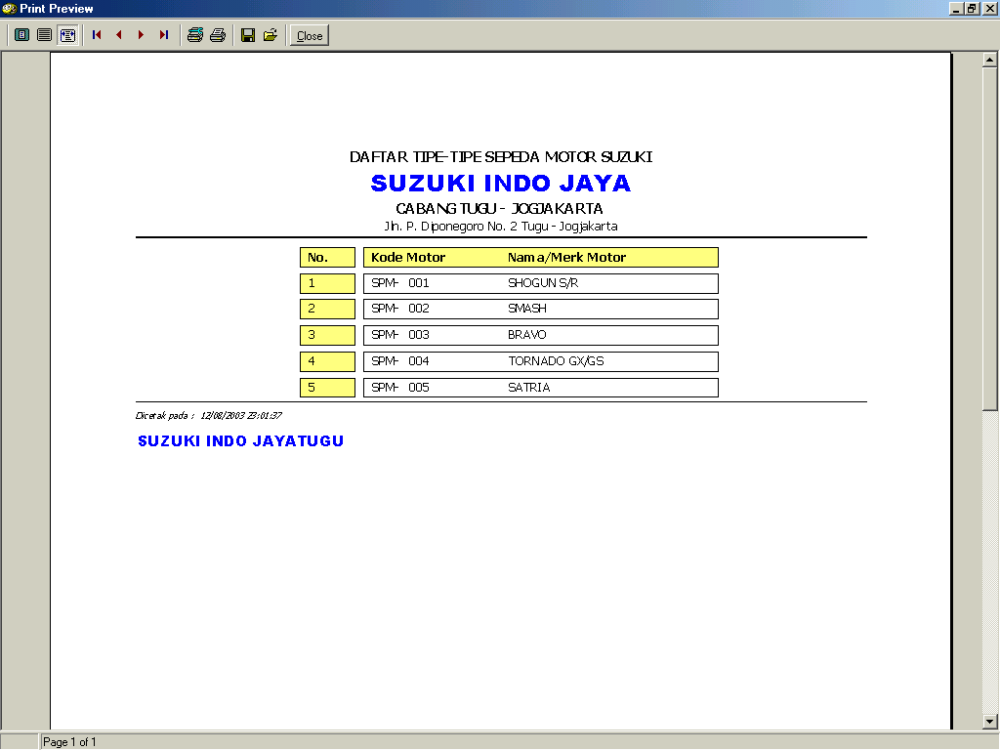 Print Preview
Close
DAFTAR TIPE-TIPE SEPEDA MOTOR SUZUKI
SUZUKI INDO JAYA
CABANG TUGU - JOGJAKARTA
Jln. P. Diponegoro No. 2 Tugu - Jogjakarta
No. Kode Motor Nama/Merk Motor
1 SPM- 001 SHOGUN S/R
2 SPM- 002 SMASH
3 SPM- 003 BRAVO
4 SPM- 004 TORNADO GX/GS
5 SPM- 005 SATRIA
Dicetak pada : 12/08/2003 23:01:37
SUZUKI INDO JAYATUGU
Page 1 of 1